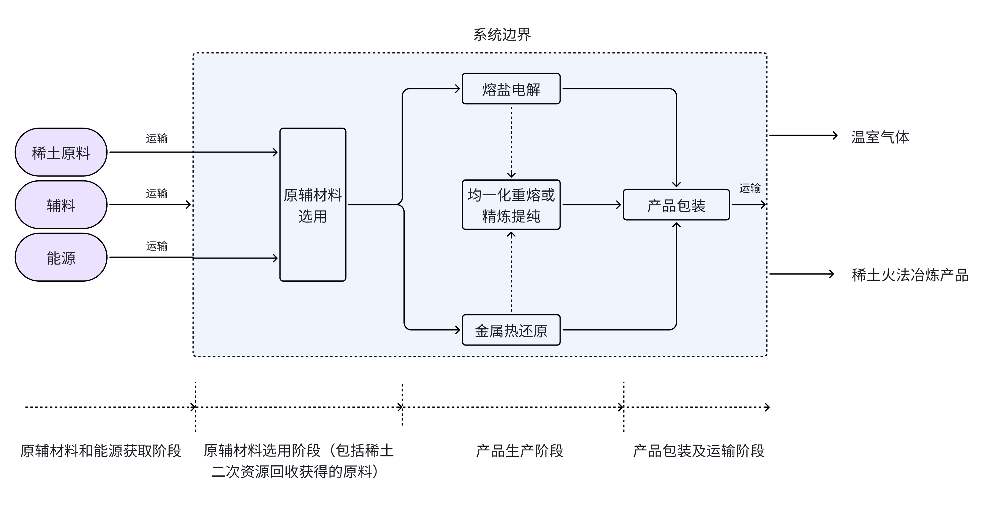 系统边界
熔盐电解
运输
稀土原料
温室气体
运输
辅料
原辅材料
选用
均一化重熔或
精炼提纯
产品包装
运输
运输
能源
稀土火法冶炼产品
金属热还原
原辅材料和能源获取阶段
原辅材料选用阶段（包括稀土
二次资源回收获得的原料）
产品生产阶段
产品包装及运输阶段